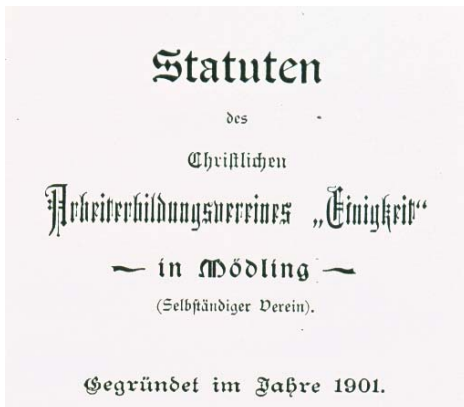 Statuten
des
Christlichen
Arbeiterbildungsvereines „Einigkeit“
in Mödling
(Selbständiger Verein).
Gegründet im Jahre 1901.